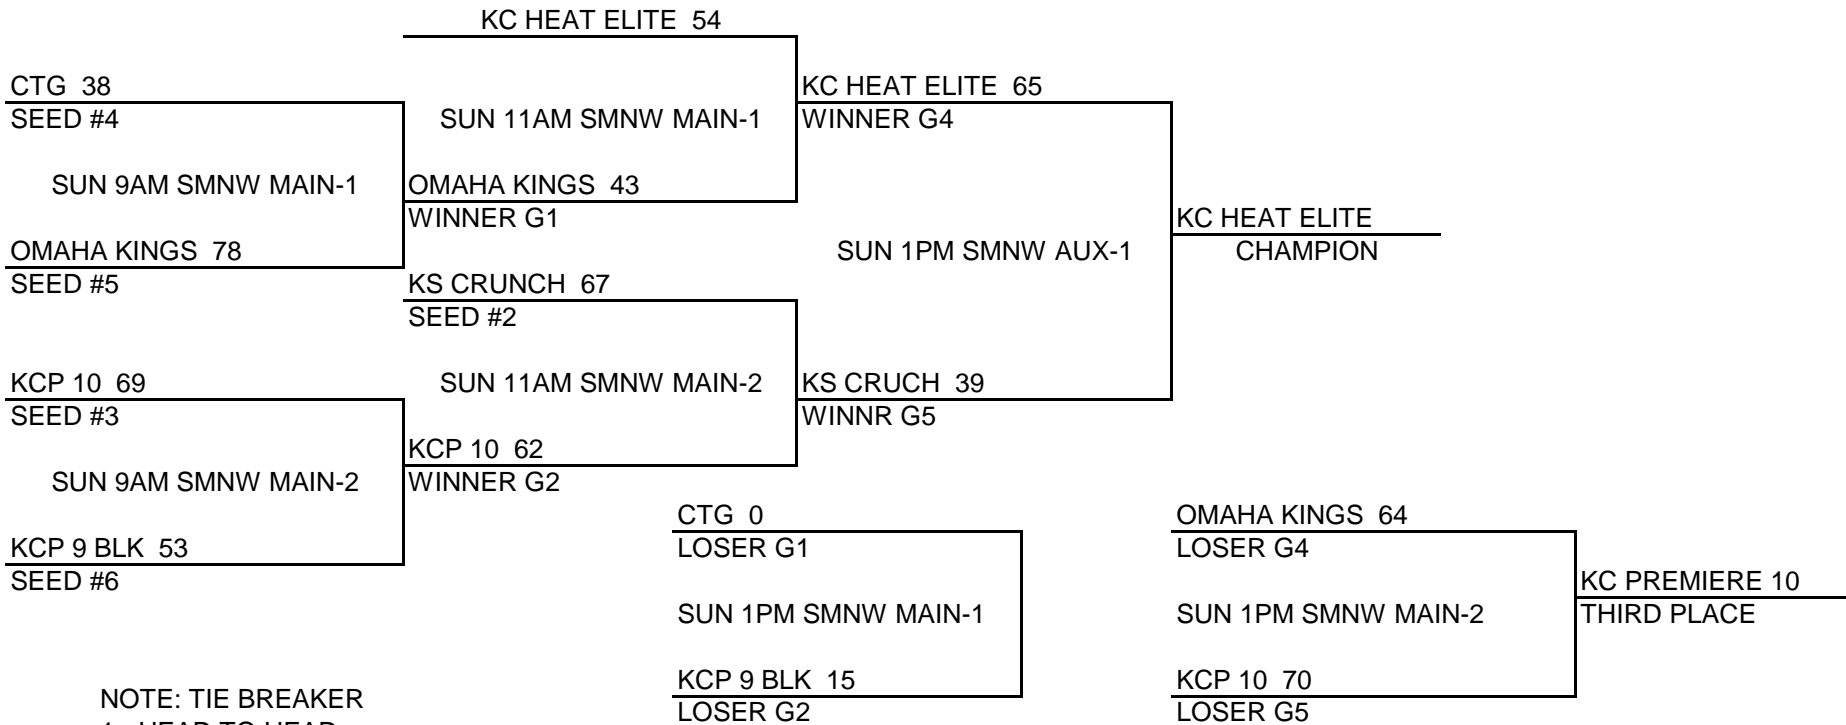 KC HEAT ELITE 54
CTG 38
KC HEAT ELITE 65
SEED #4
SUN 11AM SMNW MAIN-1
WINNER G4
SUN 9AM SMNW MAIN-1
OMAHA KINGS 43
WINNER G1
KC HEAT ELITE
OMAHA KINGS 78
SUN 1PM SMNW AUX-1
CHAMPION
SEED #5
KS CRUNCH 67
SEED #2
KCP 10 69
SUN 11AM SMNW MAIN-2
KS CRUCH 39
SEED #3
WINNR G5
KCP 10 62
SUN 9AM SMNW MAIN-2
WINNER G2
CTG 0
OMAHA KINGS 64
KCP 9 BLK 53
LOSER G1
LOSER G4
SEED #6
KC PREMIERE 10
SUN 1PM SMNW MAIN-1
SUN 1PM SMNW MAIN-2
THIRD PLACE
KCP 9 BLK 15
KCP 10 70
NOTE: TIE BREAKER
LOSER G2
LOSER G5